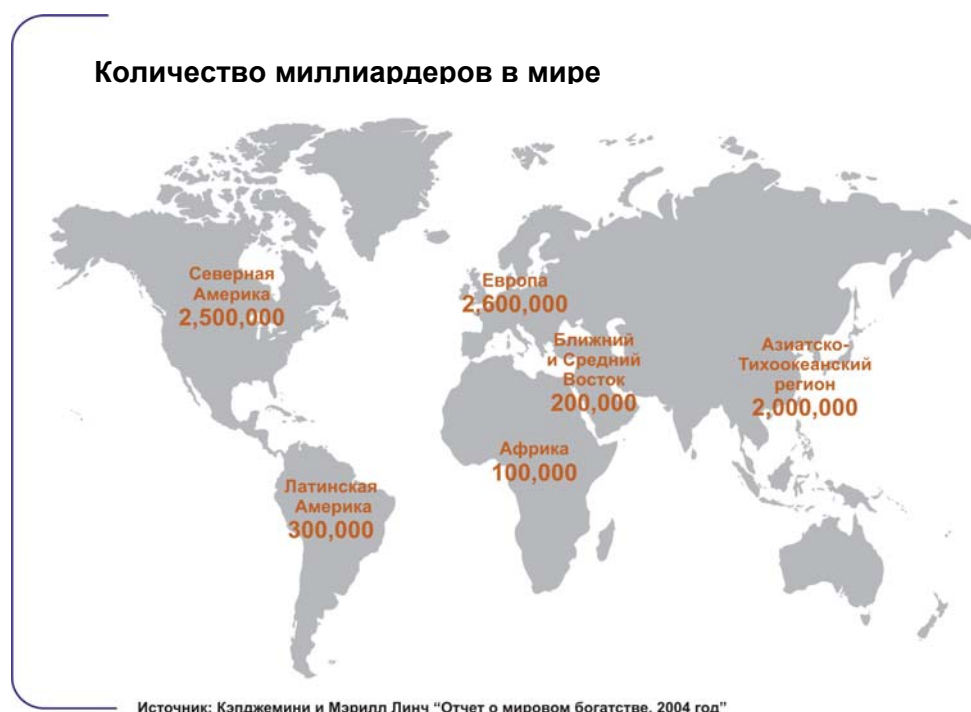 Количество миллиардеров в мире
Северная
Америка
2,500,000
Европа
2,600,000
Ближний
и Средний
Восток
200,000
Азиатско-
Тихоокеанский
регион
2,000,000
Африка
100,000
Латинская
Америка
300,000
Источник: Кэпджемини и Мэрилл Линч “Отчет о мировом богатстве, 2004 год”